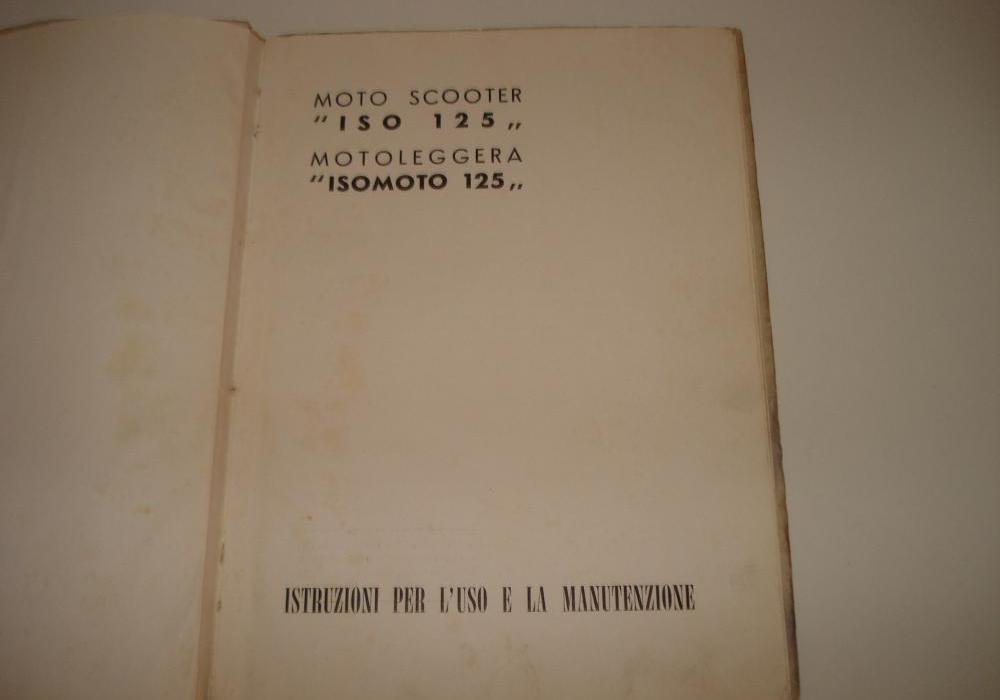 MOTO SCOOTER
"ISO 125„
MOTOLEGGERA
"ISOMOTO 125„
ISTRUZIONI PER L'USO E LA MANUTENZIONE